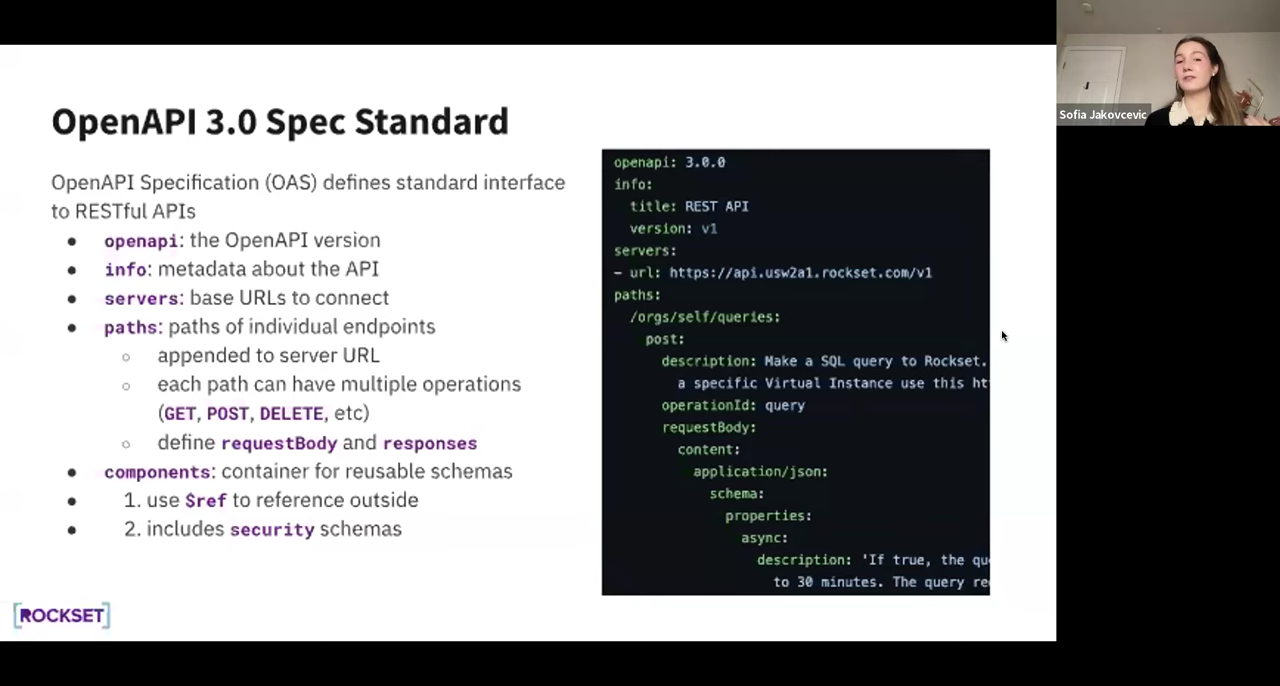 OpenAPI 3.0 Spec Standard
OpenAPI Specification (OAS) defines standard interface
to RESTful APIs
● openapi: the OpenAPI version
● info: metadata about the API
● servers: base URLs to connect
● paths: paths of individual endpoints
○ appended to server URL
○ each path can have multiple operations
(GET, POST, DELETE, etc)
○ define requestBody and responses
● components: container for reusable schemas
● 1. use $ref to reference outside
● 2. includes security schemas
[ROCKSET]
openapi: 3.0.0
info:
title: REST API
version: v1
servers:
- url: https://api.usw2a1.rockset.com/v1
paths:
/orgs/self/queries:
post:
description: Make a SQL query to Rockset.
a specific Virtual Instance use this ht
operationId: query
requestBody:
content:
application/json:
schema:
properties:
async:
description: 'If true, the qu
to 30 minutes. The query re
Sofia Jakovcevic